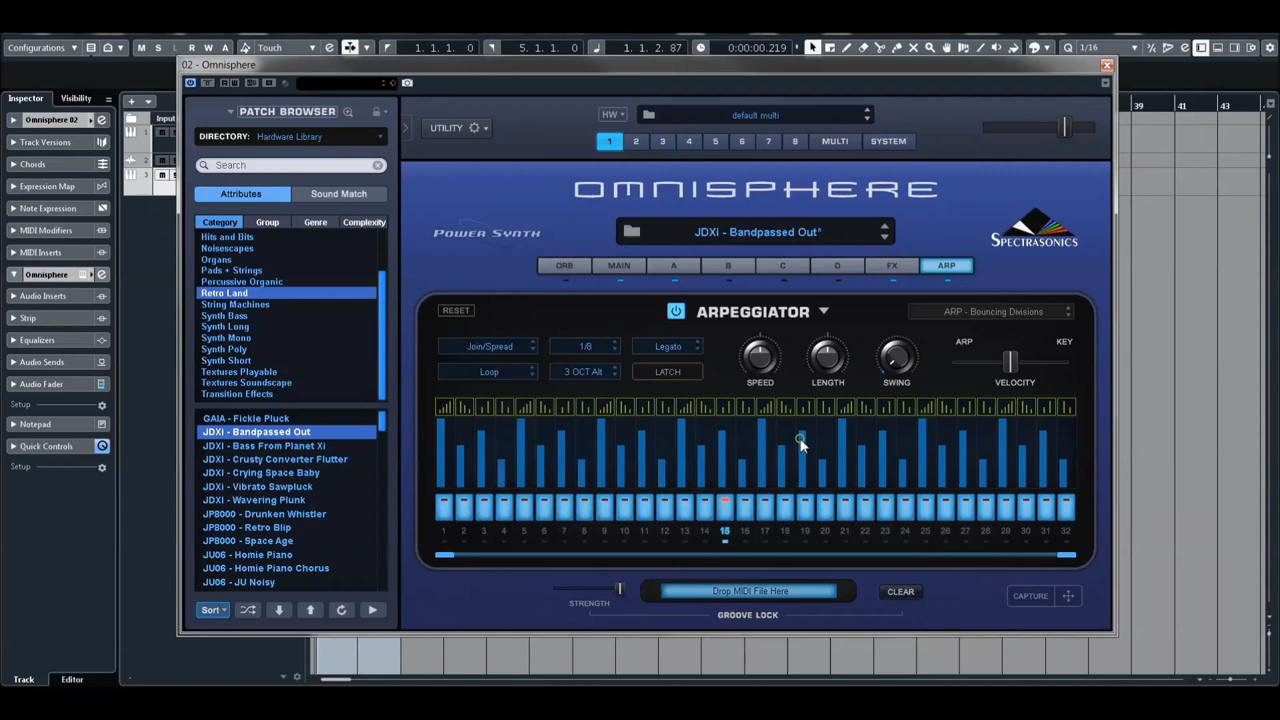 Configurations
M S L R W A
Touch
1. 1. 1. 0
5. 1. 1. 0
1. 1. 2. 87
0:00:00.219
Q 1/16
02 - Omnisphere
Inspector Visibility
Omnisphere 02
Track Versions
Chords
Expression Map
Note Expression
MIDI Modifiers
MIDI Inserts
Omnisphere
Audio Inserts
Strip
Equalizers
Audio Sends
Audio Fader
Setup
Notepad
Quick Controls
Setup
Track Editor
Input
1
2
3
39 41 43
PATCH BROWSER
DIRECTORY: Hardware Library
Search
Attributes Sound Match
Category Group Genre Complexity
Hits and Bits
Noisescapes
Organs
Pads + Strings
Percussive Organic
Retro Land
String Machines
Synth Bass
Synth Long
Synth Mono
Synth Poly
Synth Short
Textures Playable
Textures Soundscape
Transition Effects
GAIA - Fickle Pluck
JDXi - Bandpassed Out
JDXi - Bass From Planet Xi
JDXi - Crusty Converter Flutter
JDXi - Crying Space Baby
JDXi - Vibrato Sawpluck
JDXi - Wavering Plunk
JP8000 - Drunken Whistler
JP8000 - Retro Blip
JP8000 - Space Age
JU06 - Homie Piano
JU06 - Homie Piano Chorus
JU06 - JU Noisy
Sort
UTILITY
HW
default multi
1 2 3 4 5 6 7 8 MULTI SYSTEM
OMNISPHERE
POWER SYNTH
JDXi - Bandpassed Out*
SPECTRASONICS
ORB MAIN A B C D FX ARP
RESET
ARPEGGIATOR
ARP - Bouncing Divisions
Join/Spread 1/8 Legato
Loop 3 OCT Alt LATCH
SPEED LENGTH SWING
ARP KEY
VELOCITY
1 2 3 4 5 6 7 8 9 10 11 12 13 14 15 16 17 18 19 20 21 22 23 24 25 26 27 28 29 30 31 32
STRENGTH
Drop MIDI File Here
CLEAR
GROOVE LOCK
CAPTURE